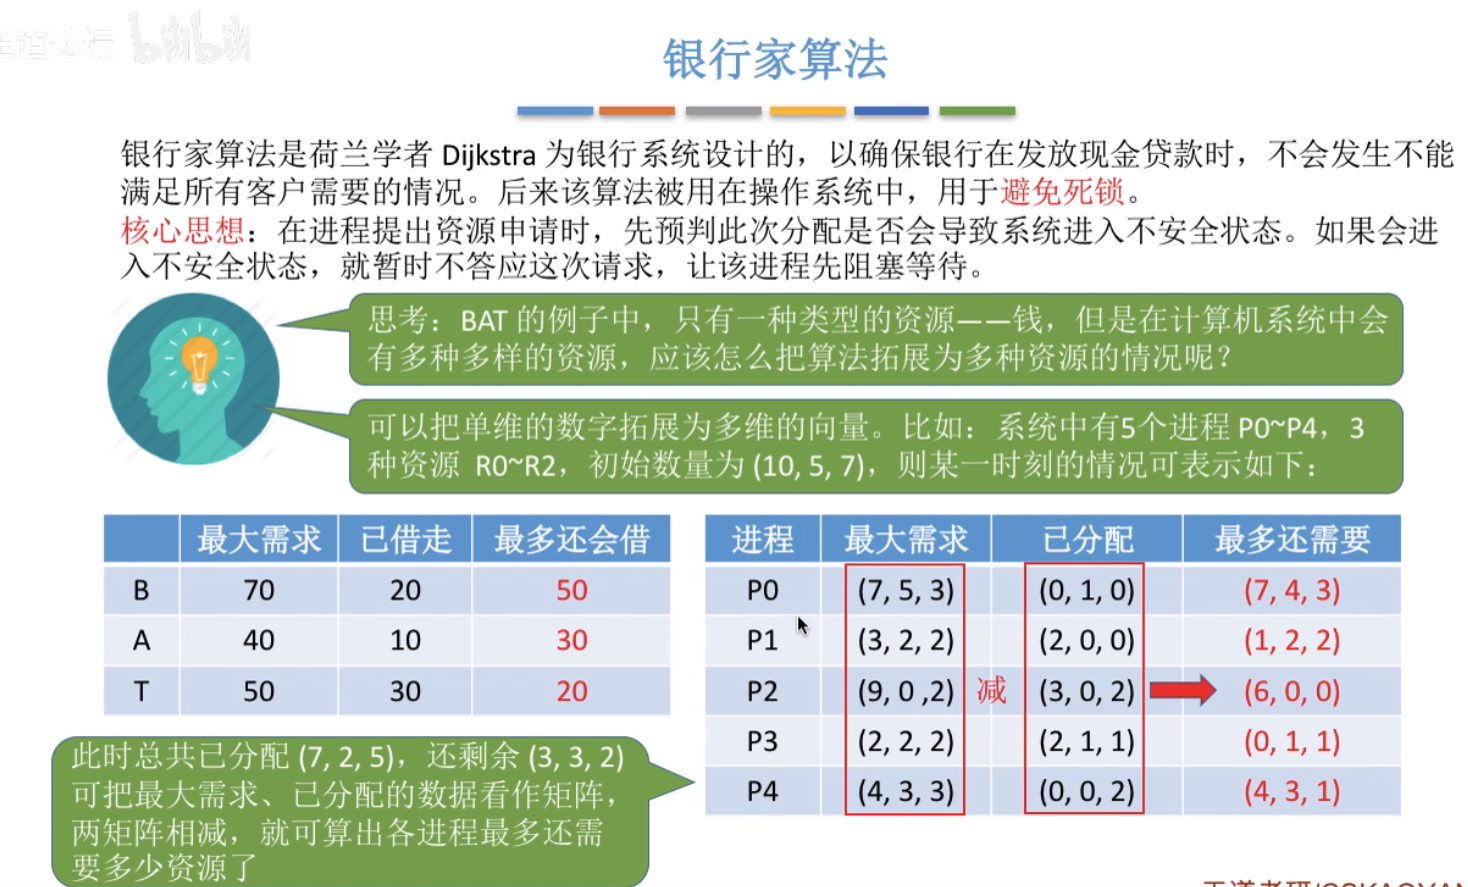 王道论坛 bilibili
银行家算法
银行家算法是荷兰学者 Dijkstra 为银行系统设计的，以确保银行在发放现金贷款时，不会发生不能
满足所有客户需要的情况。后来该算法被用在操作系统中，用于避免死锁。
核心思想：在进程提出资源申请时，先预判此次分配是否会导致系统进入不安全状态。如果会进
入不安全状态，就暂时不答应这次请求，让该进程先阻塞等待。
思考：BAT 的例子中，只有一种类型的资源——钱，但是在计算机系统中会
有多种多样的资源，应该怎么把算法拓展为多种资源的情况呢？
可以把单维的数字拓展为多维的向量。比如：系统中有5个进程 P0~P4，3
种资源 R0~R2，初始数量为 (10, 5, 7)，则某一时刻的情况可表示如下：
最大需求 已借走 最多还会借
B 70 20 50
A 40 10 30
T 50 30 20
进程 最大需求 已分配 最多还需要
P0 (7, 5, 3) (0, 1, 0) (7, 4, 3)
P1 (3, 2, 2) (2, 0, 0) (1, 2, 2)
P2 (9, 0 ,2) 减 (3, 0, 2) (6, 0, 0)
P3 (2, 2, 2) (2, 1, 1) (0, 1, 1)
P4 (4, 3, 3) (0, 0, 2) (4, 3, 1)
此时总共已分配 (7, 2, 5)，还剩余 (3, 3, 2)
可把最大需求、已分配的数据看作矩阵，
两矩阵相减，就可算出各进程最多还需
要多少资源了